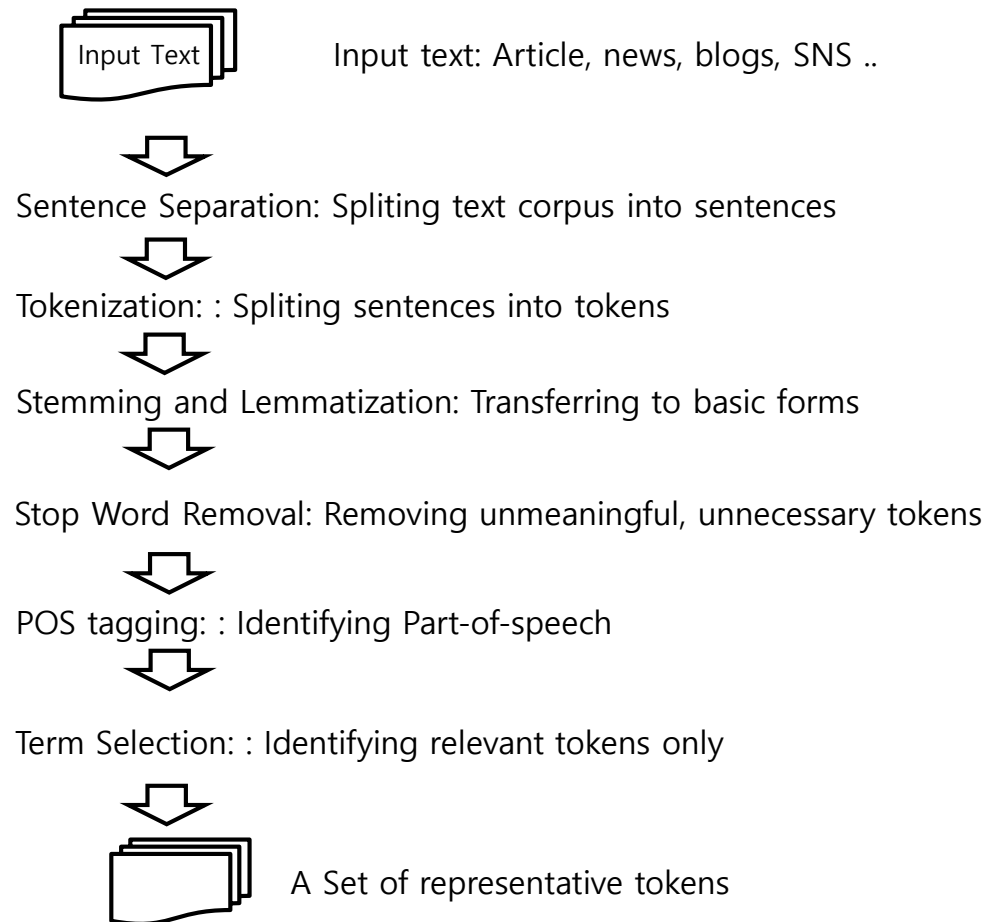 Input Text
Input text: Article, news, blogs, SNS ..
Sentence Separation: Spliting text corpus into sentences
Tokenization: : Spliting sentences into tokens
Stemming and Lemmatization: Transferring to basic forms
Stop Word Removal: Removing unmeaningful, unnecessary tokens
POS tagging: : Identifying Part-of-speech
Term Selection: : Identifying relevant tokens only
A Set of representative tokens